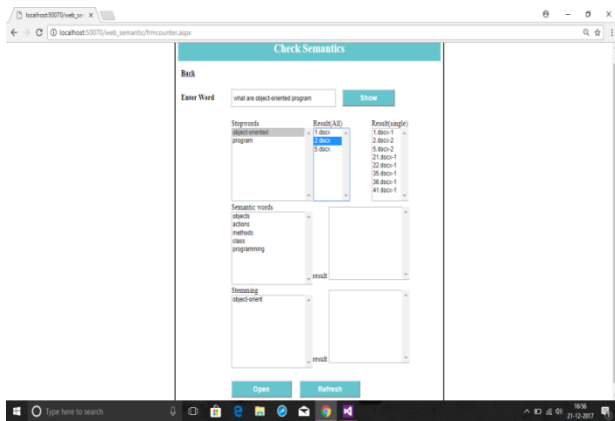 localhost:50070/web_se
localhost:50070/web_semantic/frmcounter.aspx
Check Semantics
Back
Enter Word
what are object-oriented program
Show
Stopwords
Result(All)
Result(single)
object-oriented
program
1.docx
2.docx
5.docx
1.docx-1
2.docx-2
5.docx-2
21.docx-1
22.docx-1
35.docx-1
36.docx-1
41.docx-1
Semantic words
objects
actions
methods
class
programming
result
Stemming
object-orient
result
Open
Refresh
Type here to search
16:56
21-12-2017